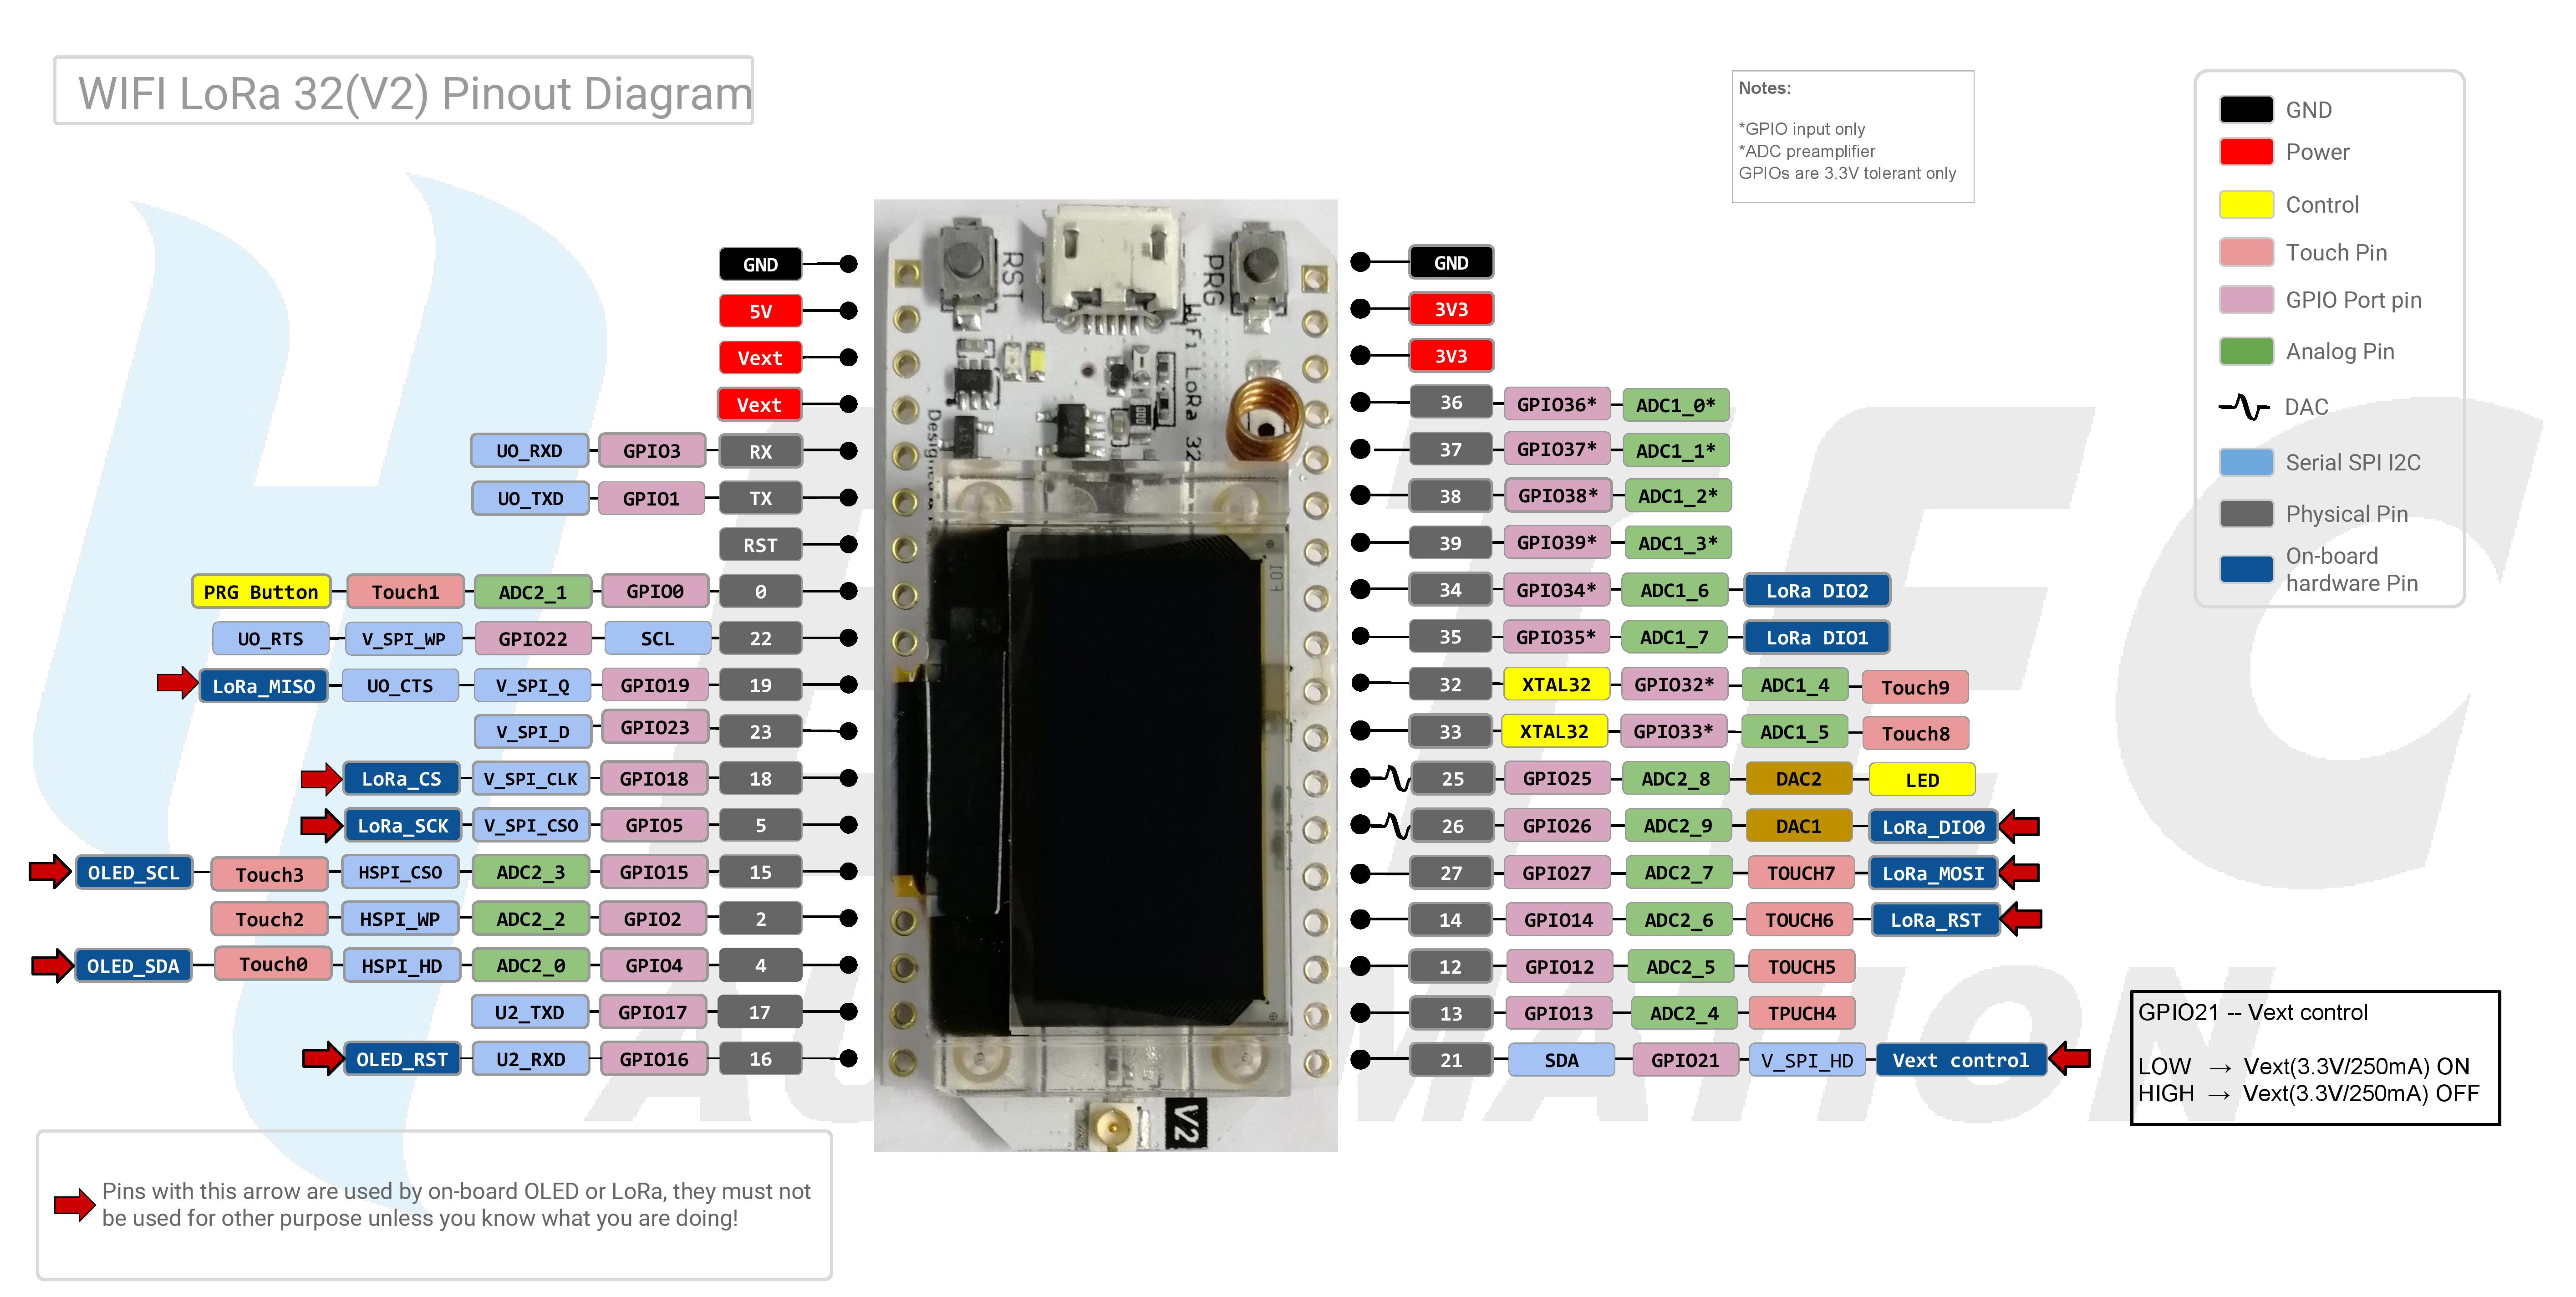 WIFI LoRa 32(V2) Pinout Diagram
Notes:
*GPIO input only
*ADC preamplifier
GPIOs are 3.3V tolerant only
GND
Power
Control
Touch Pin
GPIO Port pin
Analog Pin
DAC
Serial SPI I2C
Physical Pin
On-board
hardware Pin
GND
5V
Vext
Vext
UO_RXD GPIO3 RX
UO_TXD GPIO1 TX
RST
PRG Button Touch1 ADC2_1 GPIO0 0
UO_RTS V_SPI_WP GPIO22 SCL 22
LoRa_MISO UO_CTS V_SPI_Q GPIO19 19
V_SPI_D GPIO23 23
LoRa_CS V_SPI_CLK GPIO18 18
LoRa_SCK V_SPI_CSO GPIO5 5
OLED_SCL Touch3 HSPI_CSO ADC2_3 GPIO15 15
Touch2 HSPI_WP ADC2_2 GPIO2 2
OLED_SDA Touch0 HSPI_HD ADC2_0 GPIO4 4
U2_TXD GPIO17 17
OLED_RST U2_RXD GPIO16 16
RST
PRG
WiFi LoRa 32
V2
GND
3V3
3V3
36 GPIO36* ADC1_0*
37 GPIO37* ADC1_1*
38 GPIO38* ADC1_2*
39 GPIO39* ADC1_3*
34 GPIO34* ADC1_6 LoRa DIO2
35 GPIO35* ADC1_7 LoRa DIO1
32 XTAL32 GPIO32* ADC1_4 Touch9
33 XTAL32 GPIO33* ADC1_5 Touch8
25 GPIO25 ADC2_8 DAC2 LED
26 GPIO26 ADC2_9 DAC1 LoRa_DIO0
27 GPIO27 ADC2_7 TOUCH7 LoRa_MOSI
14 GPIO14 ADC2_6 TOUCH6 LoRa_RST
12 GPIO12 ADC2_5 TOUCH5
13 GPIO13 ADC2_4 TPUCH4
21 SDA GPIO21 V_SPI_HD Vext control
GPIO21 -- Vext control
LOW → Vext(3.3V/250mA) ON
HIGH → Vext(3.3V/250mA) OFF
Pins with this arrow are used by on-board OLED or LoRa, they must not
be used for other purpose unless you know what you are doing!